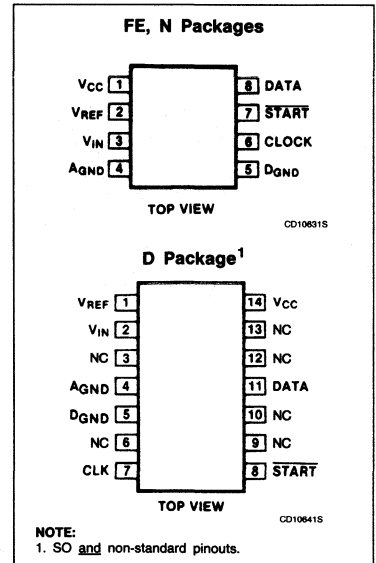 FE, N Packages
VCC 1 8 DATA
VREF 2 7 START
VIN 3 6 CLOCK
AGND 4 5 DGND
TOP VIEW
CD10631S
D Package1
VREF 1 14 VCC
VIN 2 13 NC
NC 3 12 NC
AGND 4 11 DATA
DGND 5 10 NC
NC 6 9 NC
CLK 7 8 START
TOP VIEW
CD10641S
NOTE:
1. SO and non-standard pinouts.